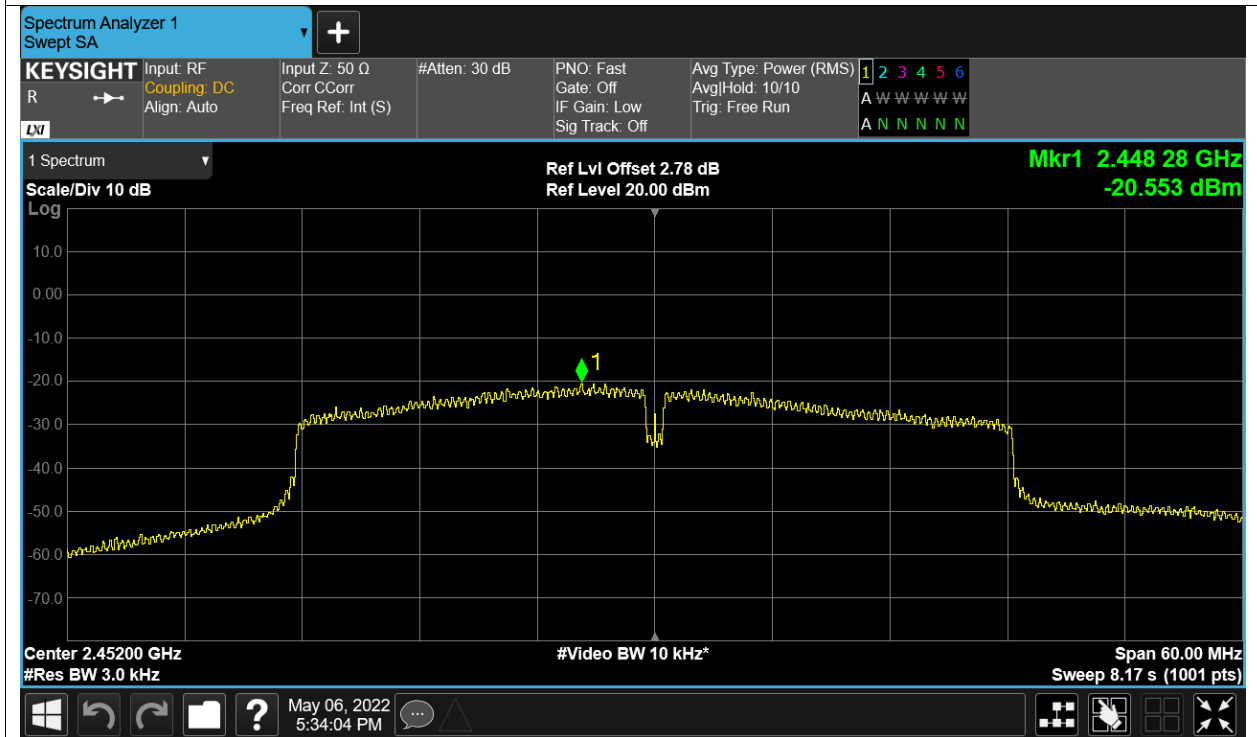 Spectrum Analyzer 1
Swept SA
KEYSIGHT
R
LXI
Input: RF
Coupling: DC
Align: Auto
Input Z: 50 Ω
Corr CCorr
Freq Ref: Int (S)
#Atten: 30 dB
PNO: Fast
Gate: Off
IF Gain: Low
Sig Track: Off
Avg Type: Power (RMS)
Avg|Hold: 10/10
Trig: Free Run
1 2 3 4 5 6
A W W W W W
A N N N N N
1 Spectrum
Scale/Div 10 dB
Log
Ref Lvl Offset 2.78 dB
Ref Level 20.00 dBm
Mkr1 2.448 28 GHz
-20.553 dBm
10.0
0.00
-10.0
1
-20.0
-30.0
-40.0
-50.0
-60.0
-70.0
Center 2.45200 GHz
#Video BW 10 kHz*
Span 60.00 MHz
#Res BW 3.0 kHz
Sweep 8.17 s (1001 pts)
?
May 06, 2022
5:34:04 PM